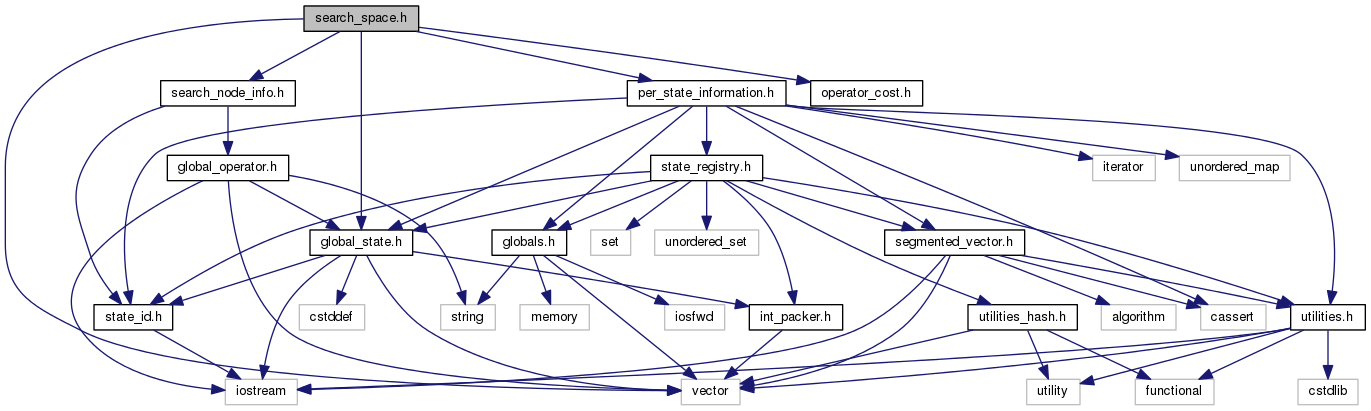 search_space.h
search_node_info.h
per_state_information.h
operator_cost.h
global_operator.h
state_registry.h
iterator
unordered_map
global_state.h
globals.h
set
unordered_set
segmented_vector.h
state_id.h
cstddef
string
memory
iosfwd
int_packer.h
utilities_hash.h
algorithm
cassert
utilities.h
iostream
vector
utility
functional
cstdlib